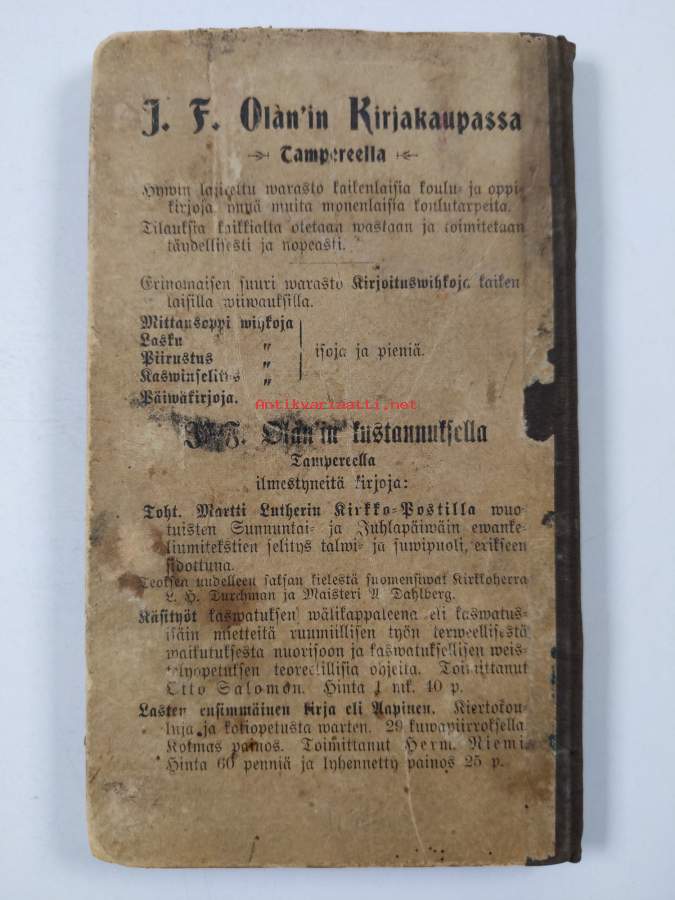 J. F. Olàn'in Kirjakaupassa
Tampereella
Hywin lajiteltu warasto kaikenlaisia koulu- ja oppi-
kirjoja ynnä muita monenlaisia koulutarpeita.
Tilauksia kaikkialta otetaan wastaan ja toimitetaan
täydellisesti ja nopeasti.
Erinomaisen suuri warasto Kirjoituswihkoja kaiken
laisilla wiiwauksilla.
Mittausoppi wihkoja
Lasku "
Piirustus "
Kaswinselitys "
isoja ja pieniä.
Päiwäkirjoja.
Antikvariaatti.net
J. F. Olàn'in kustannuksella
Tampereella
ilmestyneitä kirjoja:
Toht. Martti Lutherin Kirkko-Postilla wuo-
tuisten Sunnuntai- ja Juhlapäiwäin ewanke-
liumitekstien selitys talwi- ja suwipuoli, erikseen
sidottuna.
Teoksen uudelleen saksan kielestä suomensiwat Kirkkoherra
L. H. Durchman ja Maisteri A. Dahlberg.
Käsityöt kaswatuksen wälikappaleena eli kaswatus-
isäin mietteitä ruumiillisen työn terweellisestä
waikutuksesta nuorisoon ja kaswatuksellisen weis-
telyopetuksen teoreetillisia ohjeita. Toimittanut
Otto Salomon. Hinta 1 mk. 40 p.
Lasten ensimmäinen kirja eli Aapinen. Kiertokou-
luja ja kotiopetusta warten. 29 kuwapiirroksella
Kolmas painos. Toimittanut Herm. Niemi
Hinta 60 penniä ja lyhennetty painos 25 p.